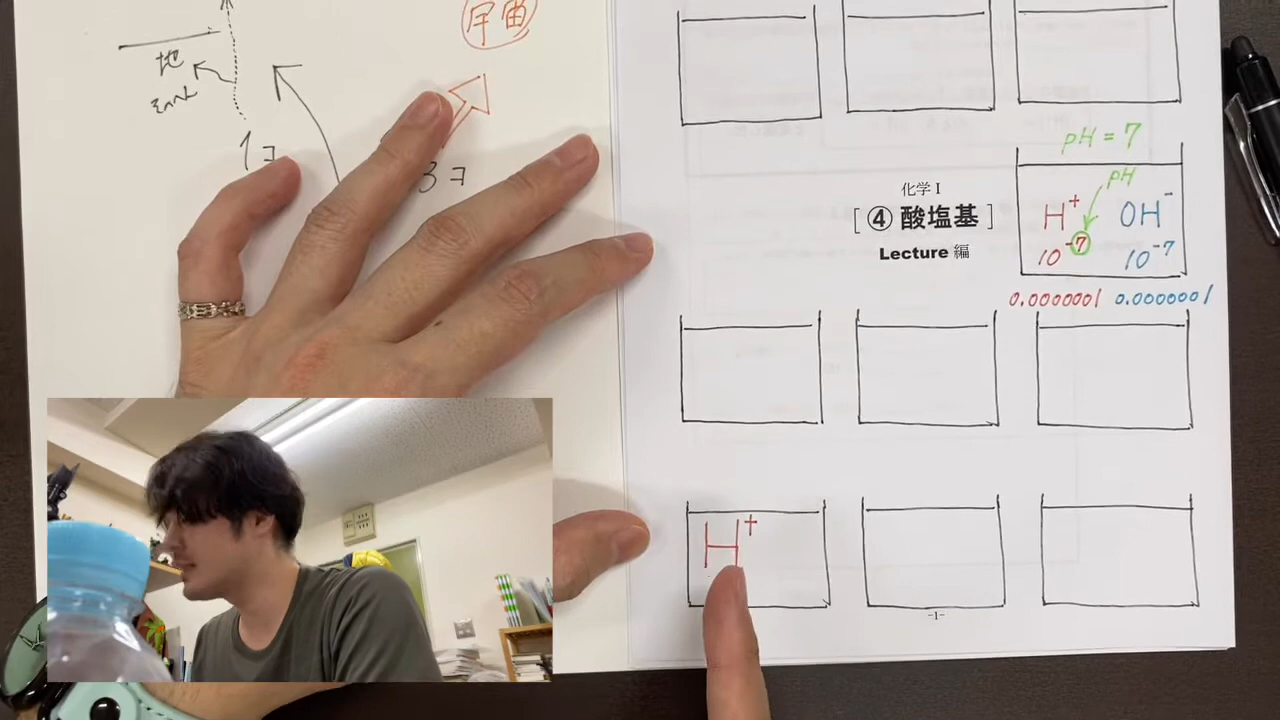 宇宙
地
1コ
3コ
化学 I
[ ④ 酸塩基 ]
Lecture 編
pH = 7
pH
H⁺ OH⁻
10⁻⁷ 10⁻⁷
0.0000001 0.0000001
H⁺
-1-